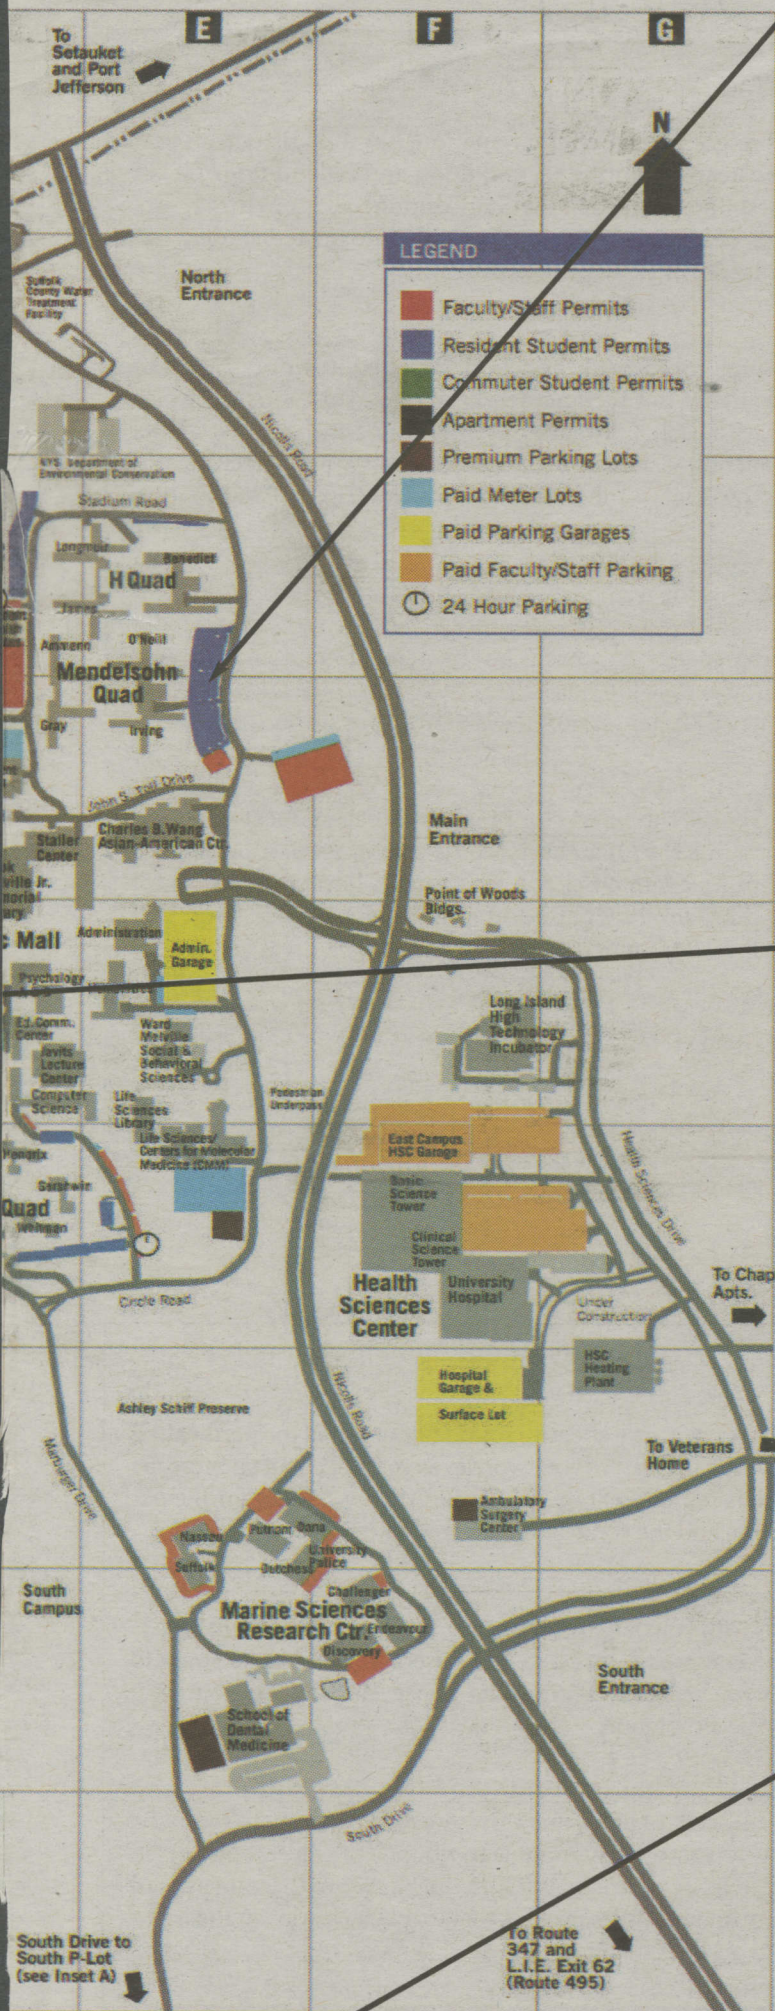 E
F
G
To
Setauket
and Port
Jefferson
N
LEGEND
Faculty/Staff Permits
Resident Student Permits
Commuter Student Permits
Apartment Permits
Premium Parking Lots
Paid Meter Lots
Paid Parking Garages
Paid Faculty/Staff Parking
24 Hour Parking
Suffolk
County Water
Treatment
Facility
North
Entrance
Nicolls Road
NYS Department of
Environmental Conservation
Stadium Road
Langmuir
Benedict
H Quad
James
Ammann
O'Neill
Mendelsohn
Quad
Gray
Irving
John S. Toll Drive
Staller
Center
Charles B. Wang
Asian-American Ctr.
Main
Entrance
Point of Woods
Bldgs.
ville Jr.
Mall
Administration
Admin.
Garage
Psychology
Long Island
High
Technology
Incubator
Ward
Melville
Social &
Behavioral
Sciences
Javits
Lecture
Center
Computer
Science
Life
Sciences
Library
Pedestrian
Underpass
Life Sciences/
Centers for Molecular
Medicine (CMM)
East Campus
HSC Garage
Health Sciences Drive
Hendrix
Gershwin
Quad
Whitman
Basic
Science
Tower
Clinical
Science
Tower
Health
Sciences
Center
University
Hospital
Under
Construction
To Chap
Apts.
Circle Road
HSC
Heating
Plant
Hospital
Garage &
Surface Lot
Ashley Schiff Preserve
Nicolls Road
Marburger Drive
To Veterans
Home
Ambulatory
Surgery
Center
Nassau
Suffolk
Putnam
Dana
University
Police
Dutchess
Challenger
South
Campus
Marine Sciences
Research Ctr.
Endeavour
Discovery
South
Entrance
School of
Dental
Medicine
South Drive
South Drive to
South P-Lot
(see Inset A)
To Route
347 and
L.I.E. Exit 62
(Route 495)